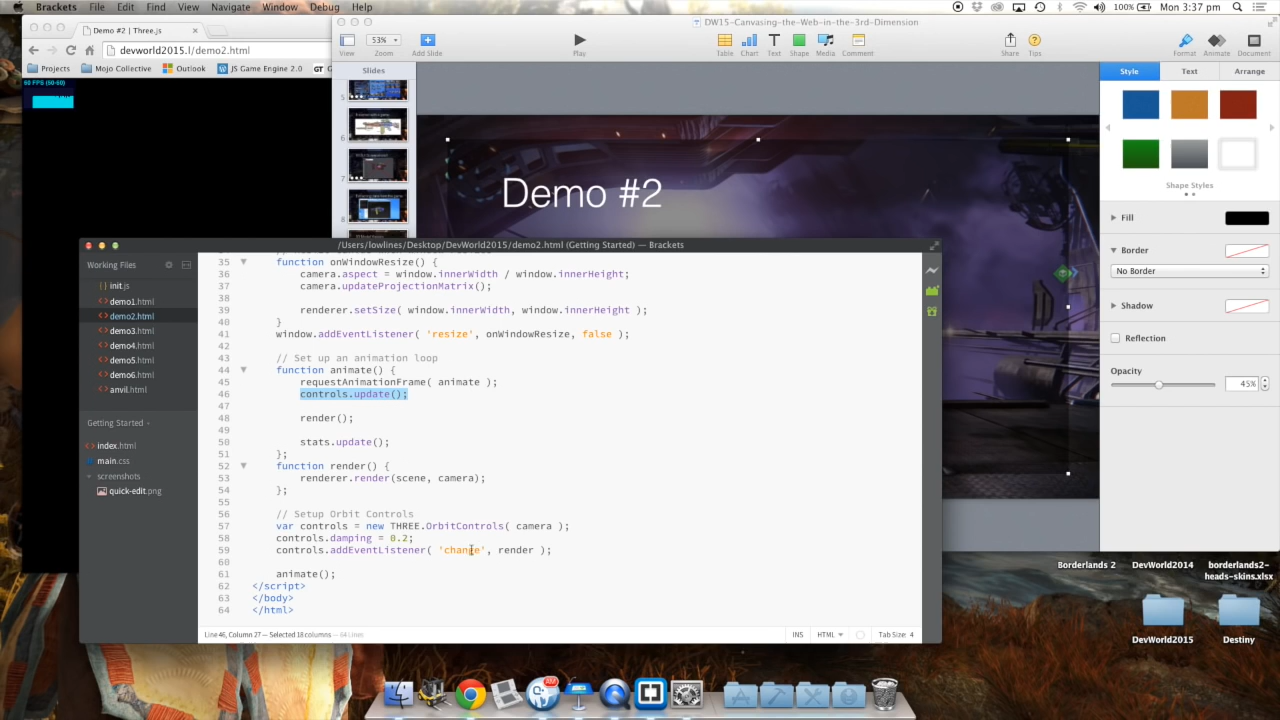 Brackets File Edit Find View Navigate Window Debug Help
100% Mon 3:37 pm
Demo #2 | Three.js
devworld2015.l/demo2.html
Projects Mojo Collective Outlook JS Game Engine 2.0 GT G
60 FPS (50-60)
DW15-Canvasing-the-Web-in-the-3rd-Dimension
53%
View Zoom Add Slide Play Table Chart Text Shape Media Comment Share Tips Format Animate Document
Slides
5
6
7
8
Demo #2
Style Text Arrange
Shape Styles
Fill
Border
No Border
Shadow
Reflection
Opacity
45%
/Users/lowlines/Desktop/DevWorld2015/demo2.html (Getting Started) — Brackets
Working Files
init.js
demo1.html
demo2.html
demo3.html
demo4.html
demo5.html
demo6.html
anvil.html
Getting Started
index.html
main.css
screenshots
quick-edit.png
35 function onWindowResize() {
36 camera.aspect = window.innerWidth / window.innerHeight;
37 camera.updateProjectionMatrix();
38
39 renderer.setSize( window.innerWidth, window.innerHeight );
40 }
41 window.addEventListener( 'resize', onWindowResize, false );
42
43 // Set up an animation loop
44 function animate() {
45 requestAnimationFrame( animate );
46 controls.update();
47
48 render();
49
50 stats.update();
51 };
52 function render() {
53 renderer.render(scene, camera);
54 };
55
56 // Setup Orbit Controls
57 var controls = new THREE.OrbitControls( camera );
58 controls.damping = 0.2;
59 controls.addEventListener( 'change', render );
60
61 animate();
62 </script>
63 </body>
64 </html>
Line 46, Column 27 — Selected 18 columns — 64 Lines
INS HTML Tab Size: 4
Borderlands 2 DevWorld2014 borderlands2-
heads-skins.xlsx
DevWorld2015 Destiny